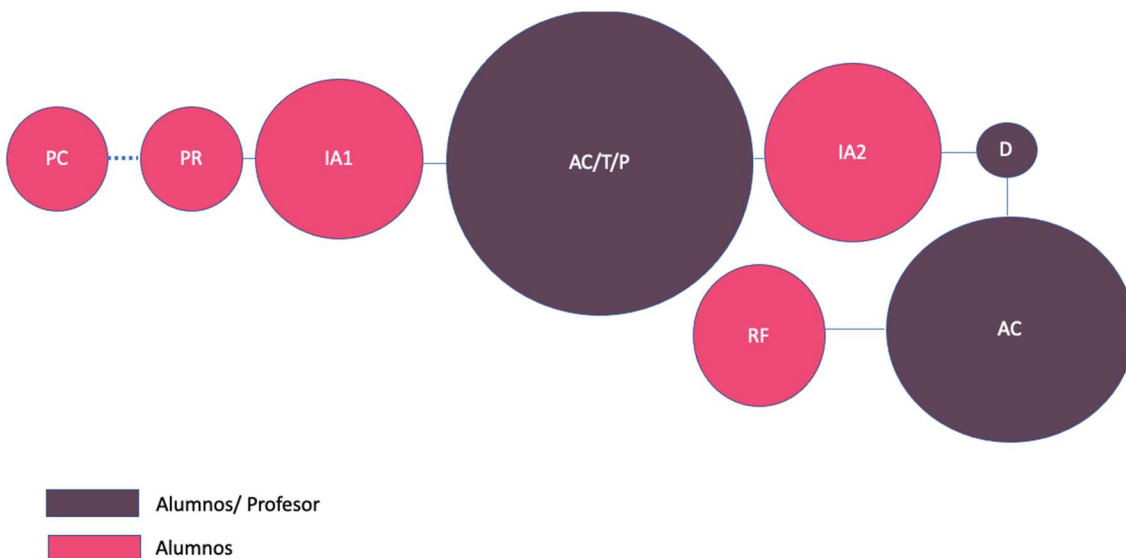 PC
PR
IA1
AC/T/P
IA2
D
AC
RF
Alumnos/ Profesor
Alumnos